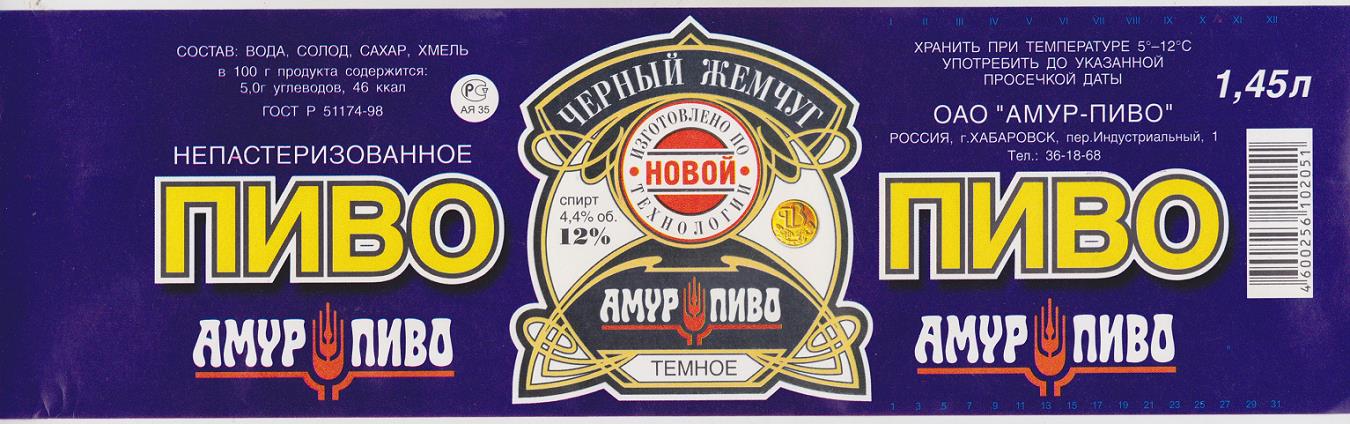 СОСТАВ: ВОДА, СОЛОД, САХАР, ХМЕЛЬ
в 100 г продукта содержится:
5,0г углеводов, 46 ккал
ГОСТ Р 51174-98
РС
АЯ 35
НЕПАСТЕРИЗОВАННОЕ
ПИВО
АМУР ПИВО
ЧЕРНЫЙ ЖЕМЧУГ
ИЗГОТОВЛЕНО ПО
НОВОЙ
ТЕХНОЛОГИИ
спирт
4,4% об.
12%
АМУР ПИВО
ТЕМНОЕ
I II III IV V VI VII VIII IX X XI XII
ХРАНИТЬ ПРИ ТЕМПЕРАТУРЕ 5°–12°С
УПОТРЕБИТЬ ДО УКАЗАННОЙ
ПРОСЕЧКОЙ ДАТЫ
1,45л
ОАО "АМУР-ПИВО"
РОССИЯ, г.ХАБАРОВСК, пер.Индустриальный, 1
Тел.: 36-18-68
ПИВО
4 600256 102051
АМУР ПИВО
1 3 5 7 9 11 13 15 17 19 21 23 25 27 29 31